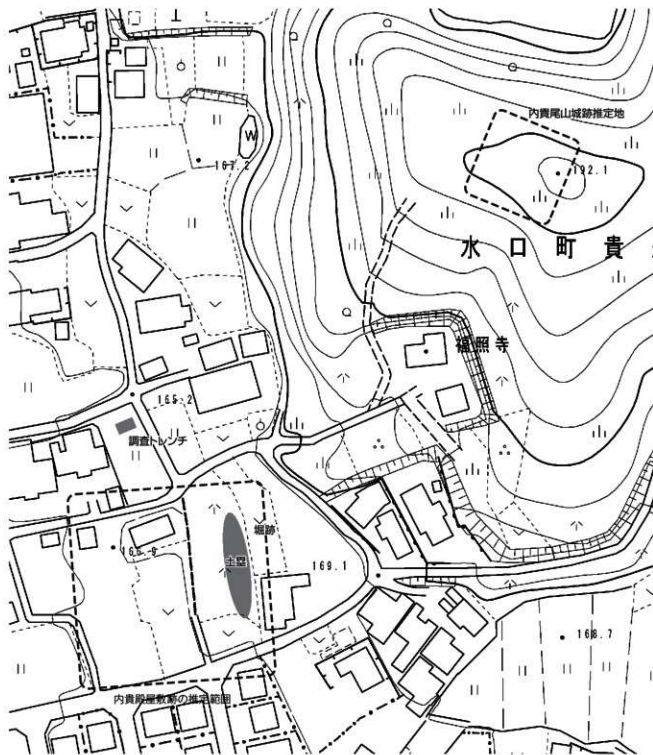 内貴尾山城跡推定地
167.2
W
192.1
水口町貴
福照寺
165.2
調査トレンチ
堀跡
土塁
169.1
168.7
内貴殿屋敷跡の推定範囲